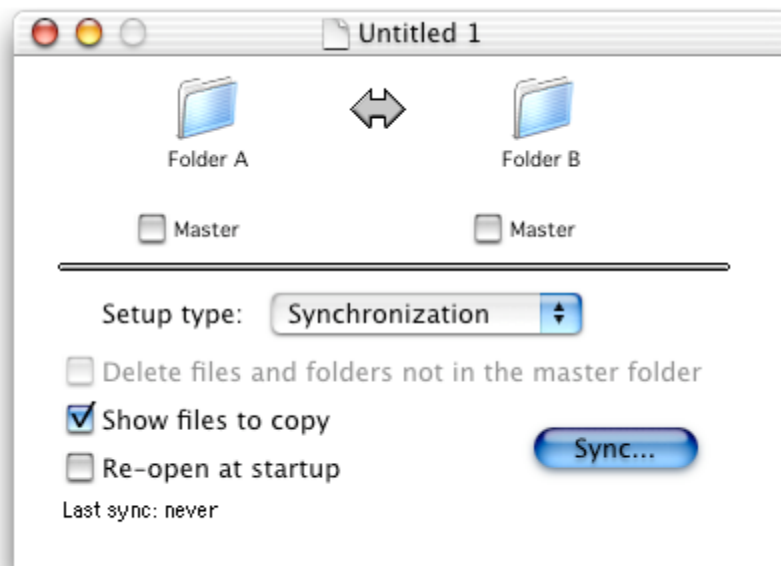 Untitled 1
Folder A
Folder B
Master
Master
Setup type: Synchronization
Delete files and folders not in the master folder
Show files to copy
Re-open at startup
Sync...
Last sync: never